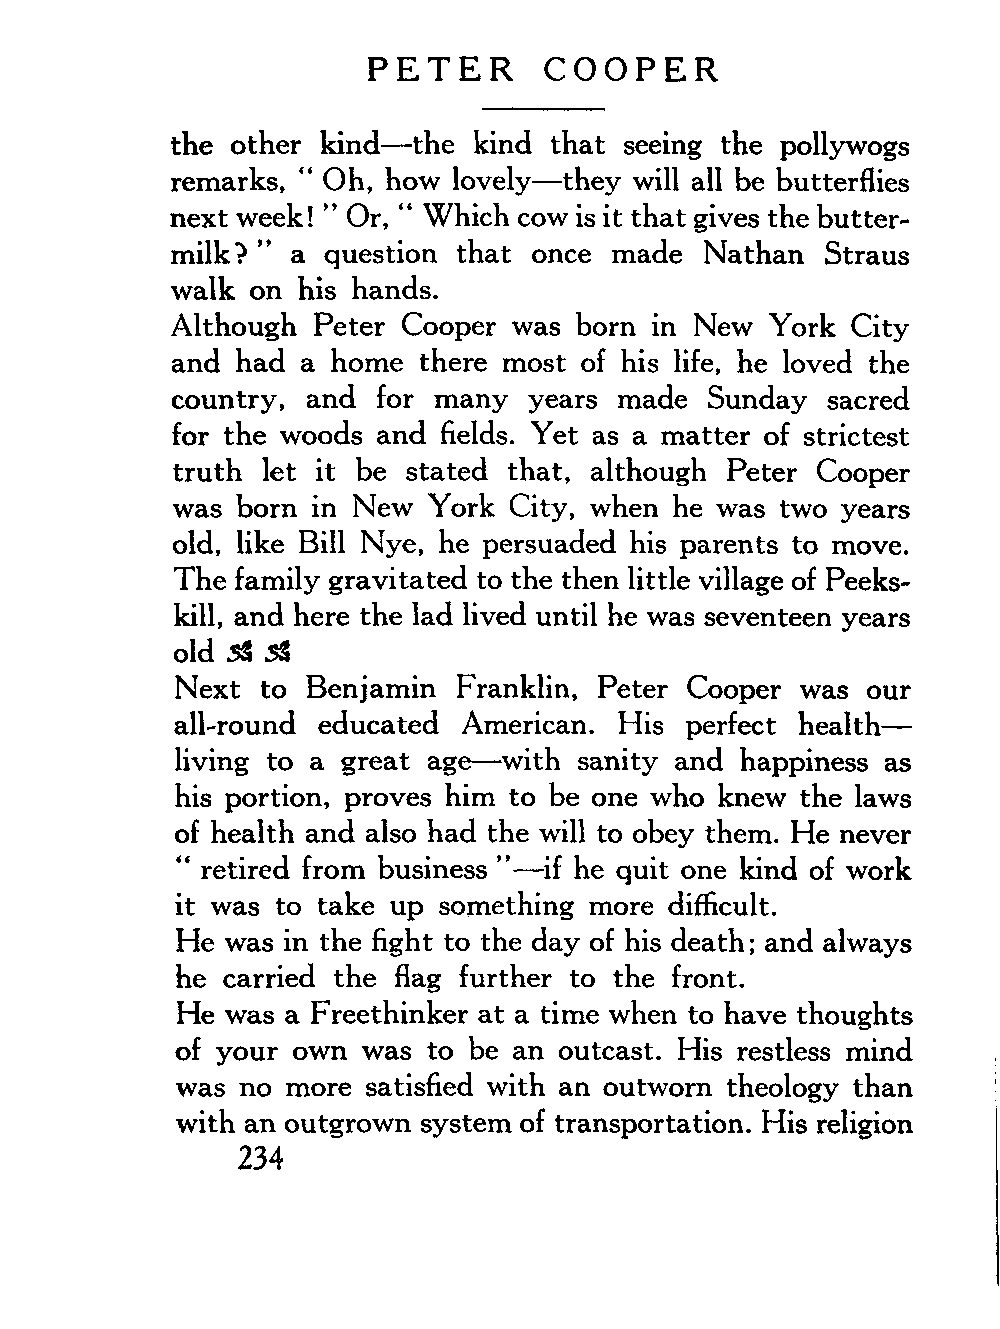 PETER COOPER
the other kind—the kind that seeing the pollywogs
remarks, “ Oh, how lovely—they will all be butterflies
next week! ” Or, “ Which cow is it that gives the butter-
milk? ” a question that once made Nathan Straus
walk on his hands.
Although Peter Cooper was born in New York City
and had a home there most of his life, he loved the
country, and for many years made Sunday sacred
for the woods and fields. Yet as a matter of strictest
truth let it be stated that, although Peter Cooper
was born in New York City, when he was two years
old, like Bill Nye, he persuaded his parents to move.
The family gravitated to the then little village of Peeks-
kill, and here the lad lived until he was seventeen years
old
Next to Benjamin Franklin, Peter Cooper was our
all-round educated American. His perfect health—
living to a great age—with sanity and happiness as
his portion, proves him to be one who knew the laws
of health and also had the will to obey them. He never
“ retired from business ”—if he quit one kind of work
it was to take up something more difficult.
He was in the fight to the day of his death; and always
he carried the flag further to the front.
He was a Freethinker at a time when to have thoughts
of your own was to be an outcast. His restless mind
was no more satisfied with an outworn theology than
with an outgrown system of transportation. His religion
234